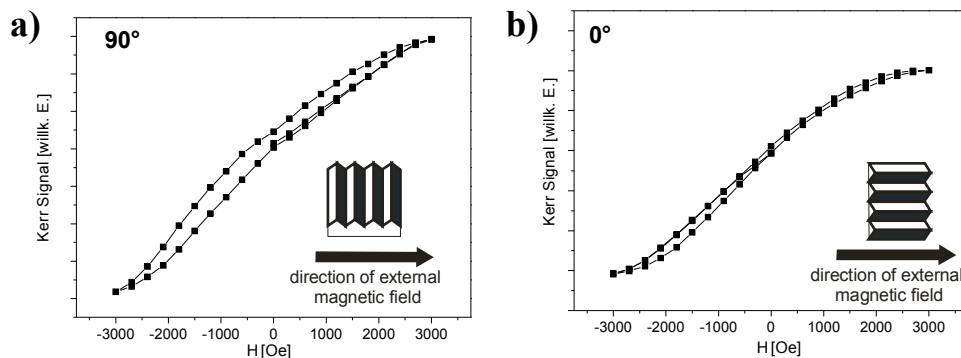 a)
90°
Kerr Signal [willk. E.]
direction of external
magnetic field
-3000 -2000 -1000 0 1000 2000 3000
H [Oe]
b)
0°
Kerr Signal [willk. E.]
direction of external
magnetic field
-3000 -2000 -1000 0 1000 2000 3000
H [Oe]